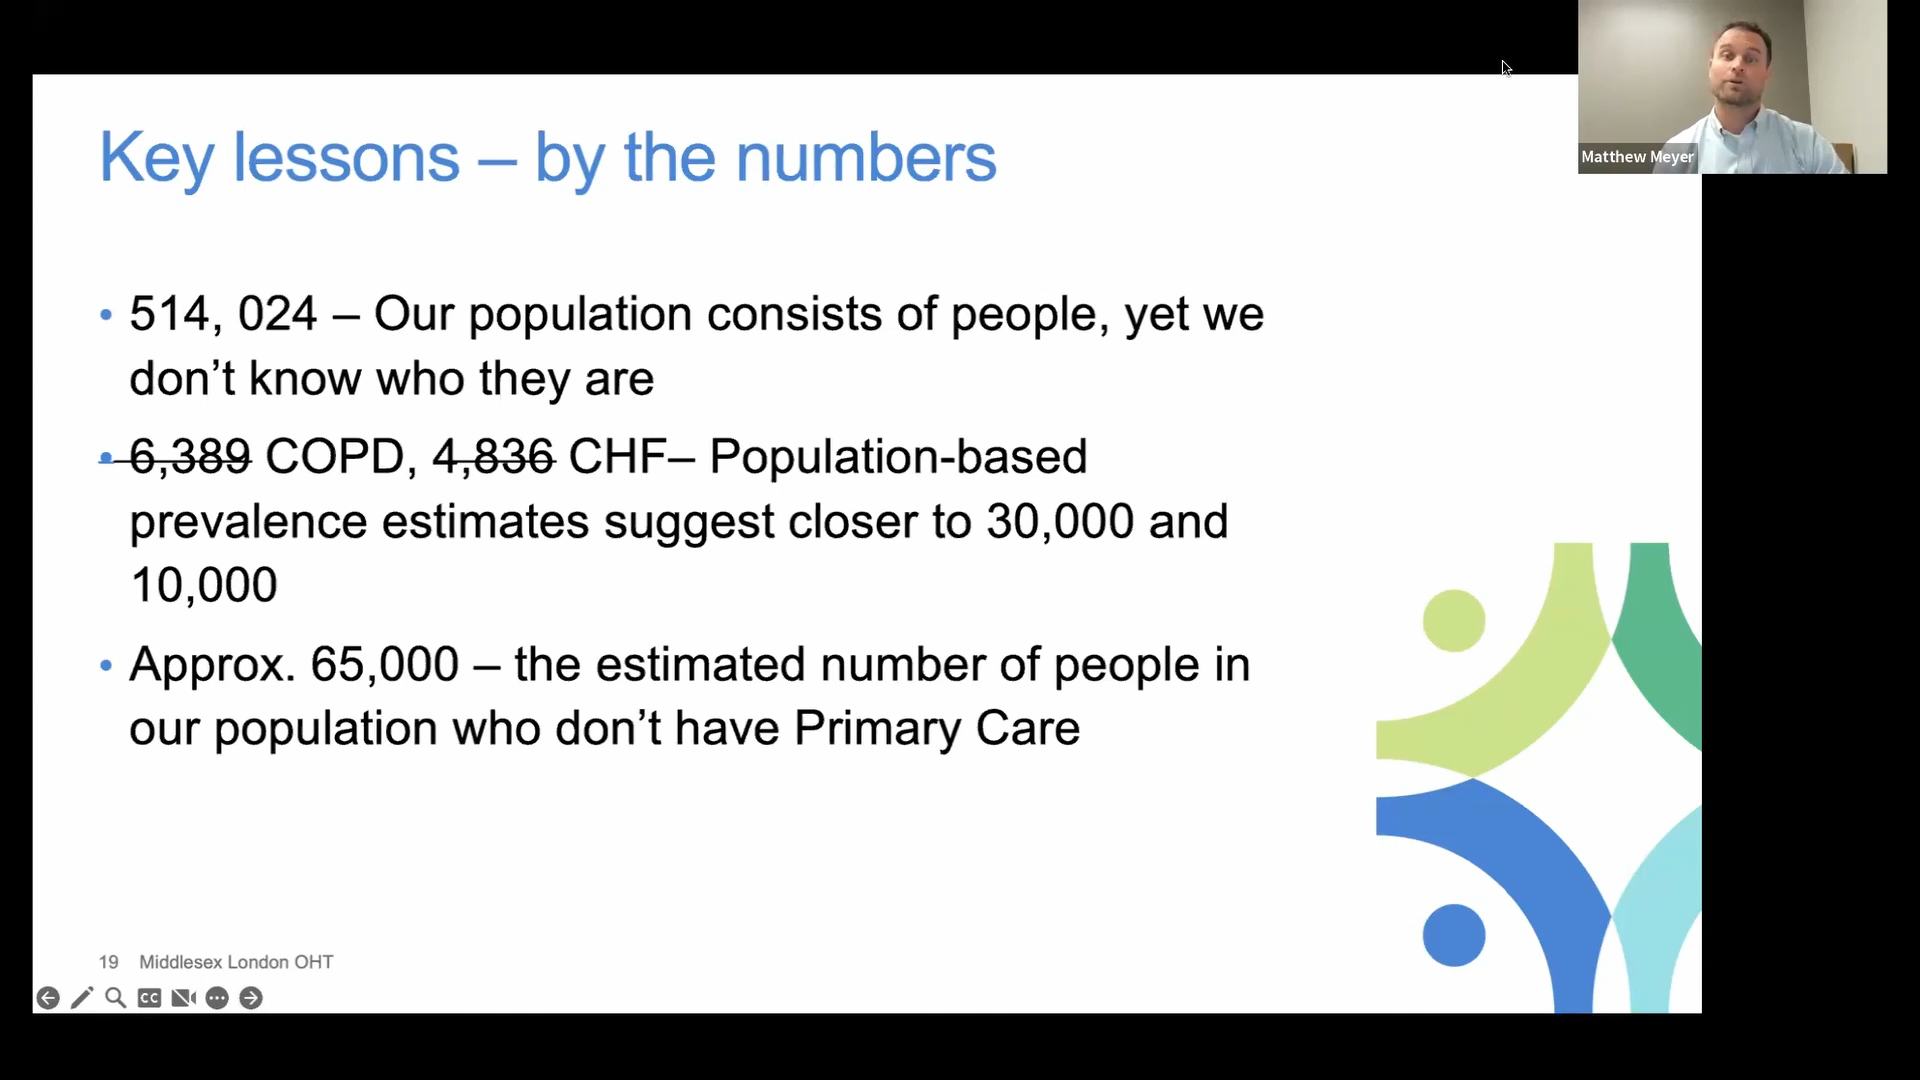 Matthew Meyer
Key lessons – by the numbers
• 514, 024 – Our population consists of people, yet we
don’t know who they are
• 6,389 COPD, 4,836 CHF– Population-based
prevalence estimates suggest closer to 30,000 and
10,000
• Approx. 65,000 – the estimated number of people in
our population who don’t have Primary Care
19 Middlesex London OHT
CC